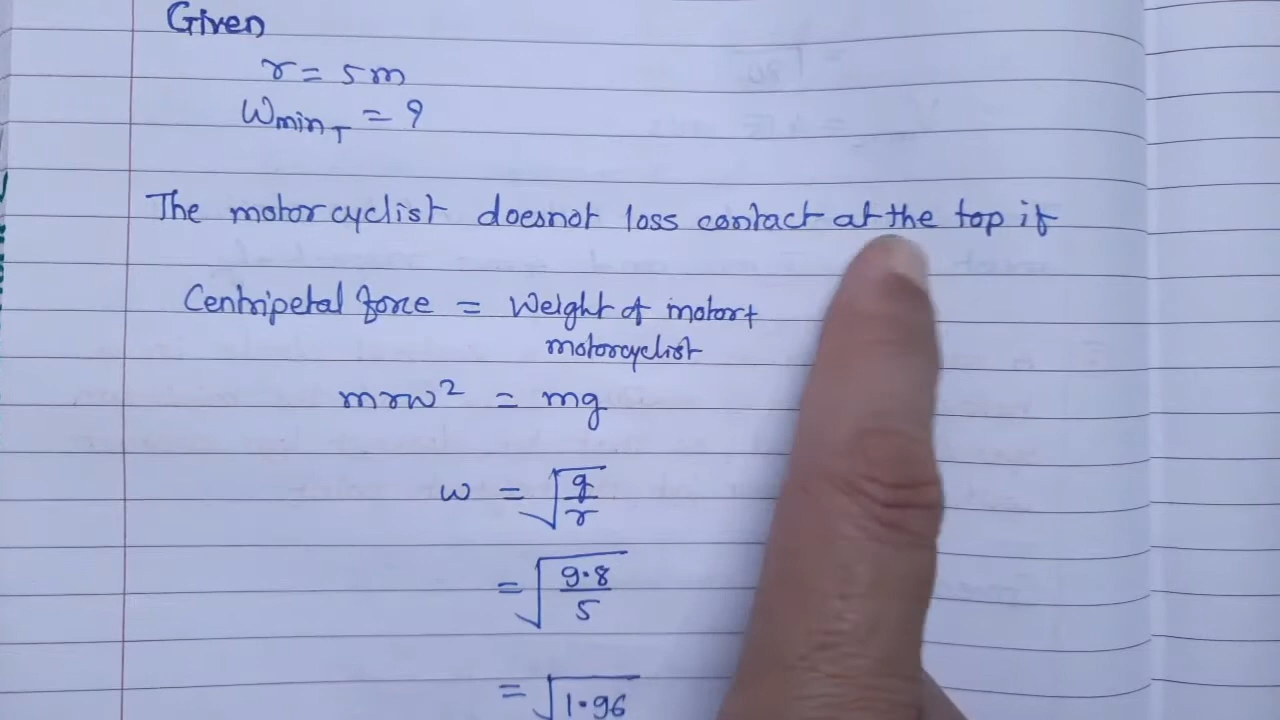 Given
r = 5m
ωminT = ?
The motorcyclist doesnot loss contact at the top if
Centripetal force = Weight of motor+
motorcyclist
mrω² = mg
ω = √(g/r)
= √(9.8/5)
= √1.96